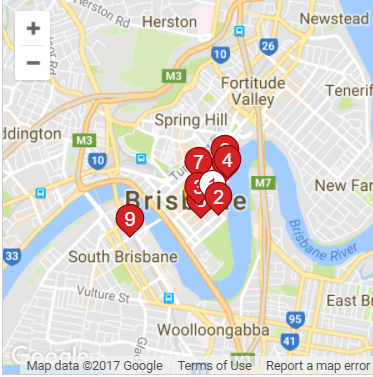 Herston Rd
Newstead
Herston
+
−
10
26
M3
Fortitude
Valley
Teneriff
Spring Hill
M3
ddington
10
7
4
M7
New Far
3
2
Brisbane
9
Brisbane River
33
South Brisbane
Vulture St
East B
95
Woolloongabba
41
Google
Map data ©2017 Google
Terms of Use
Report a map error